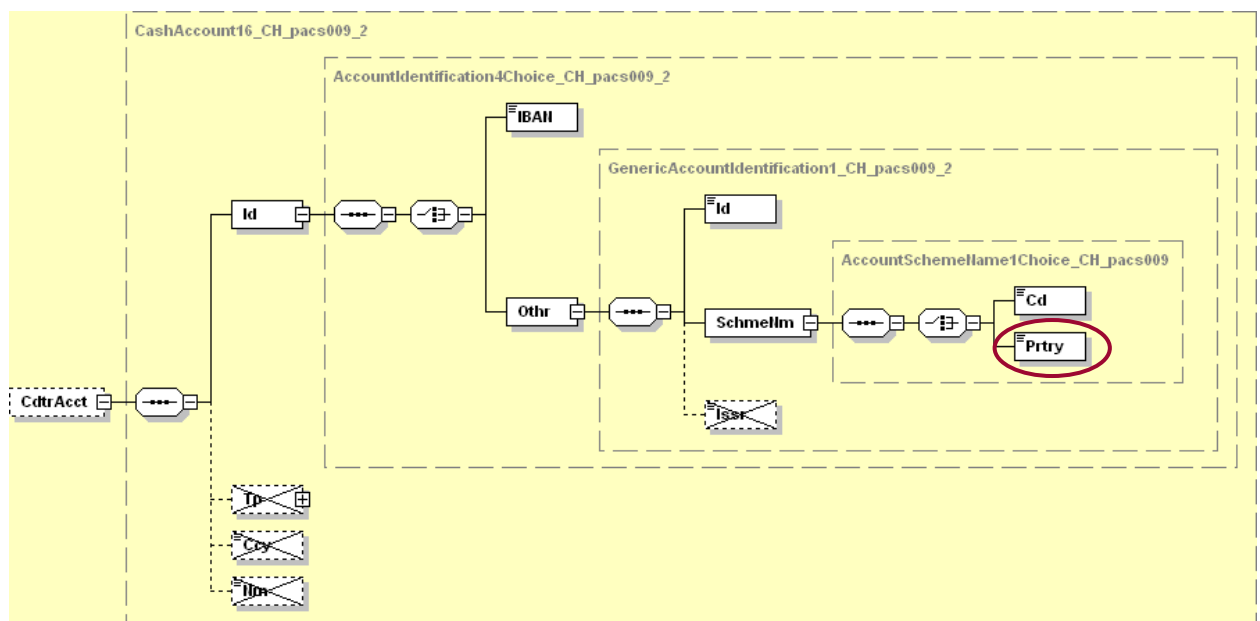 CashAccount16_CH_pacs009_2
AccountIdentification4Choice_CH_pacs009_2
IBAN
GenericAccountIdentification1_CH_pacs009_2
Id
Id
AccountSchemeName1Choice_CH_pacs009
Cd
Othr
SchmeNm
Prtry
CdtrAcct
Issr
Tp
Ccy
Nm